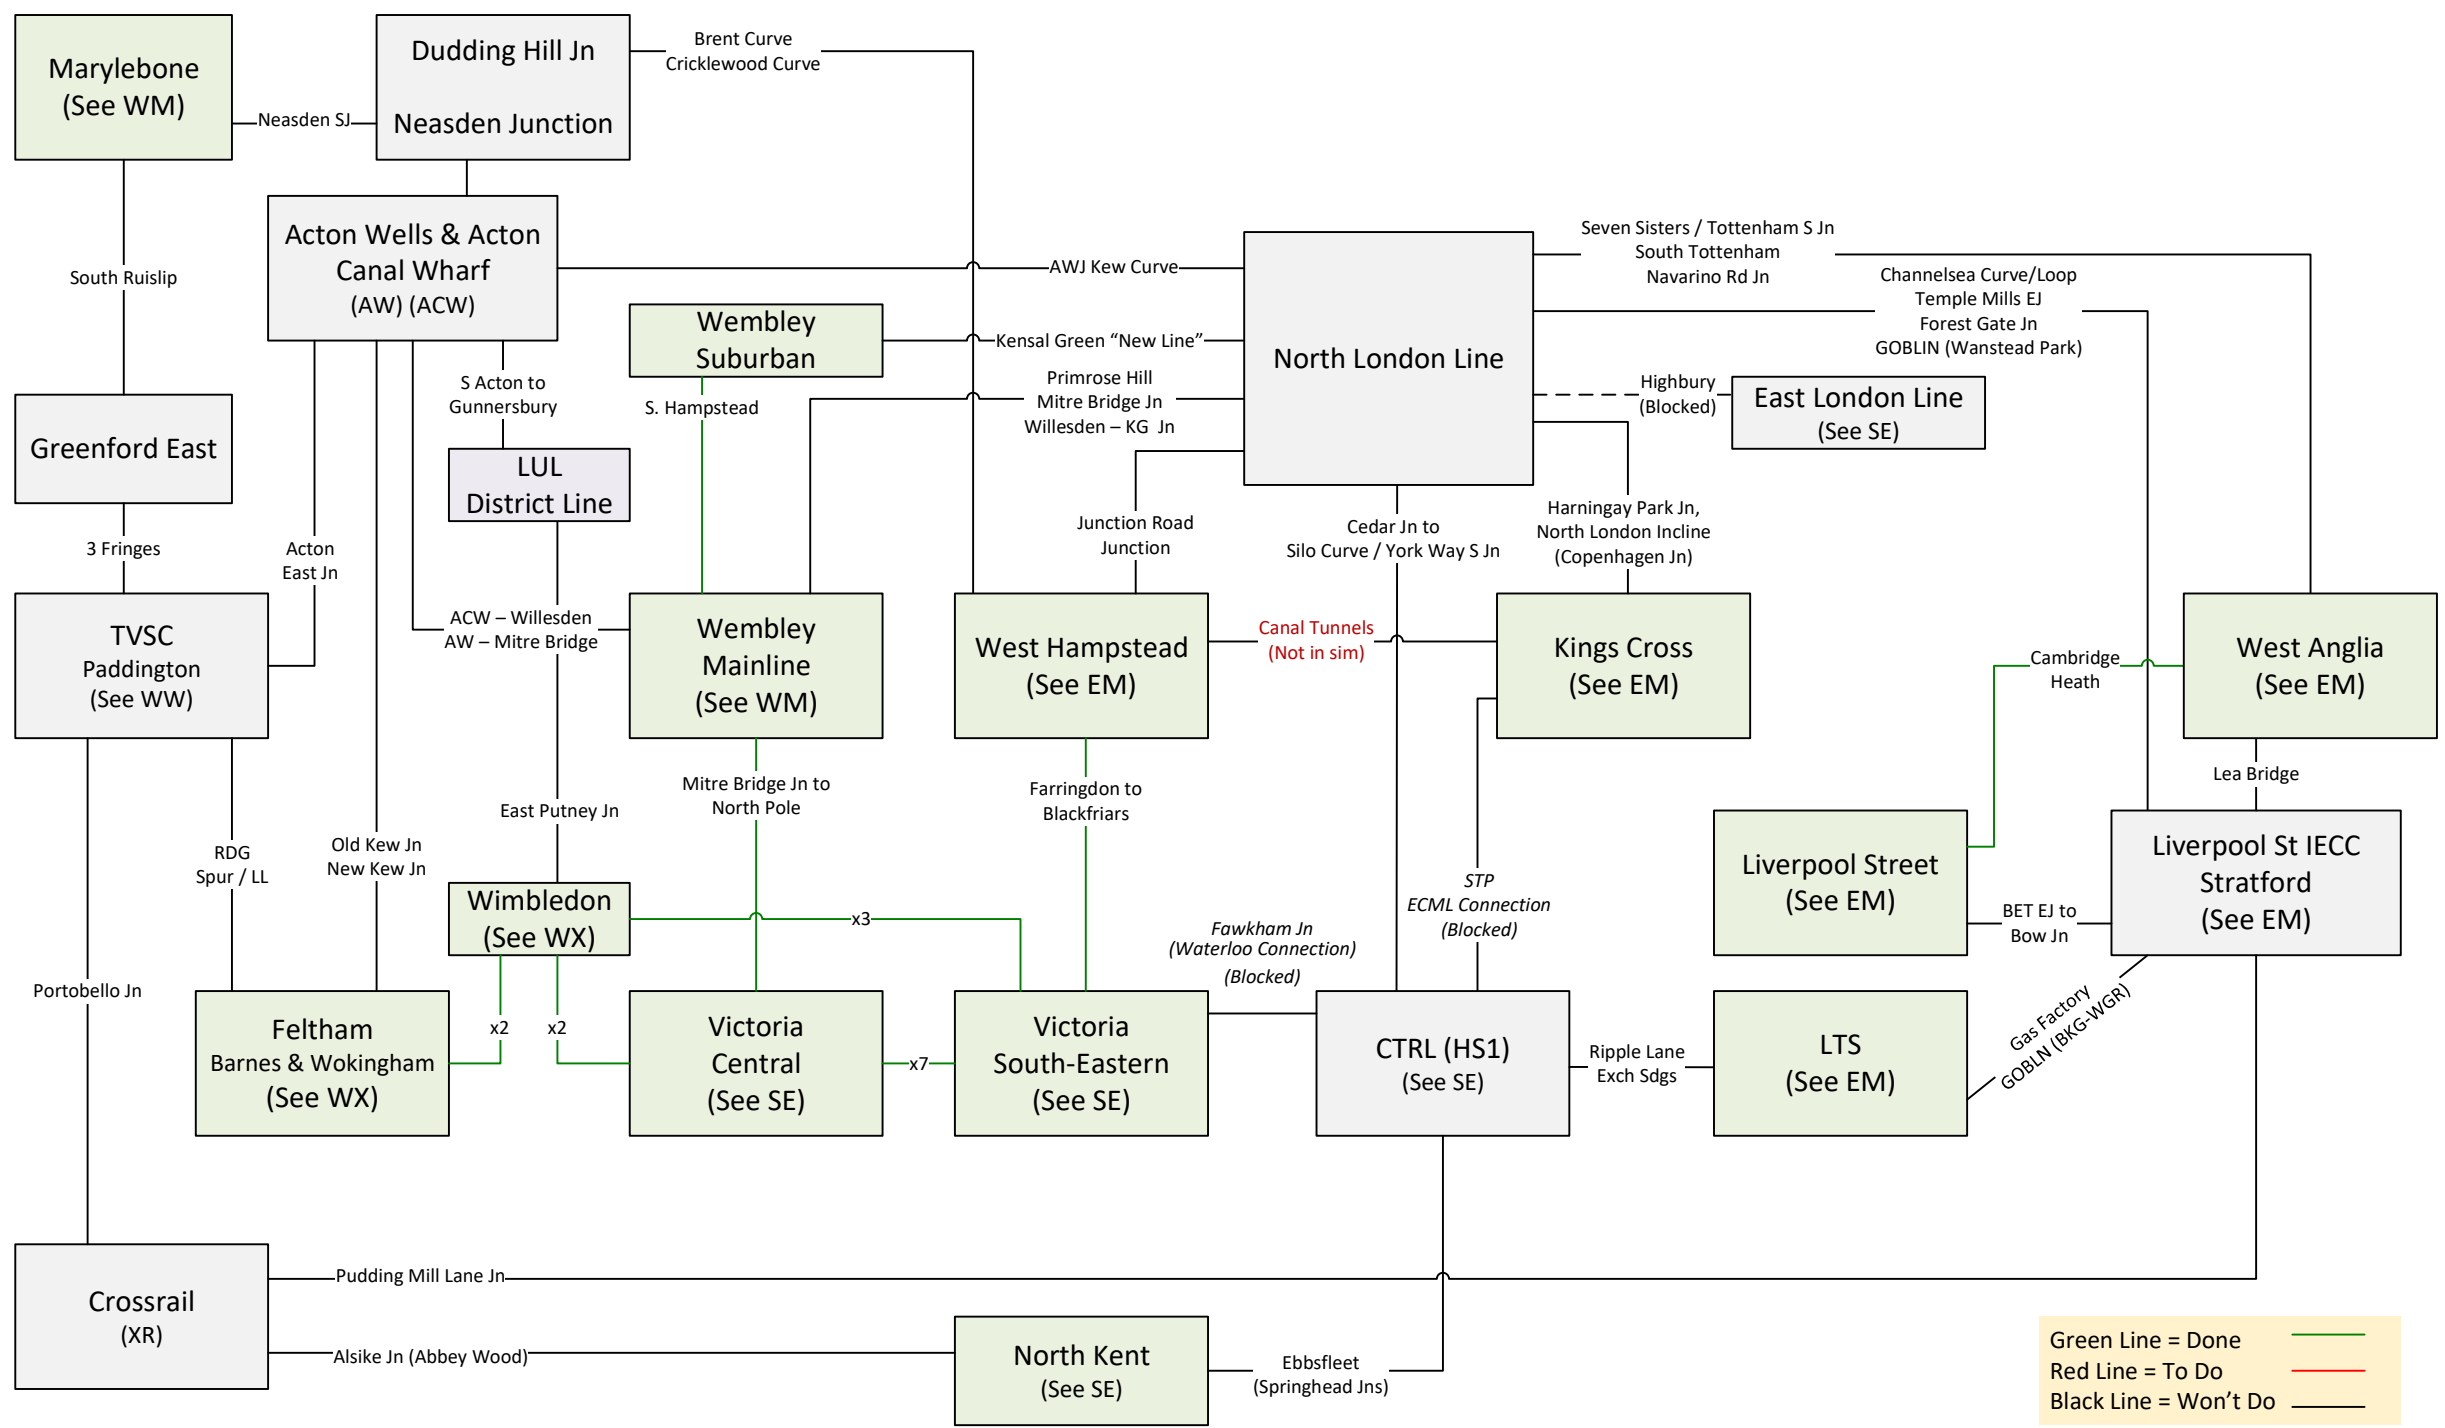 Marylebone
(See WM)
Neasden SJ
Dudding Hill Jn
Neasden Junction
Brent Curve
Cricklewood Curve
South Ruislip
Acton Wells & Acton
Canal Wharf
(AW) (ACW)
AWJ Kew Curve
Wembley
Suburban
Kensal Green “New Line”
North London Line
Seven Sisters / Tottenham S Jn
South Tottenham
Navarino Rd Jn
Channelsea Curve/Loop
Temple Mills EJ
Forest Gate Jn
GOBLIN (Wanstead Park)
S Acton to
Gunnersbury
S. Hampstead
Primrose Hill
Mitre Bridge Jn
Willesden – KG Jn
Highbury
(Blocked)
East London Line
(See SE)
Greenford East
LUL
District Line
3 Fringes
Acton
East Jn
Junction Road
Junction
Cedar Jn to
Silo Curve / York Way S Jn
Harningay Park Jn,
North London Incline
(Copenhagen Jn)
TVSC
Paddington
(See WW)
ACW – Willesden
AW – Mitre Bridge
Wembley
Mainline
(See WM)
West Hampstead
(See EM)
Canal Tunnels
(Not in sim)
Kings Cross
(See EM)
Cambridge
Heath
West Anglia
(See EM)
Mitre Bridge Jn to
North Pole
Farringdon to
Blackfriars
Lea Bridge
East Putney Jn
RDG
Spur / LL
Old Kew Jn
New Kew Jn
Wimbledon
(See WX)
x3
STP
ECML Connection
(Blocked)
Liverpool Street
(See EM)
BET EJ to
Bow Jn
Liverpool St IECC
Stratford
(See EM)
Fawkham Jn
(Waterloo Connection)
(Blocked)
Portobello Jn
Feltham
Barnes & Wokingham
(See WX)
x2
x2
Victoria
Central
(See SE)
x7
Victoria
South-Eastern
(See SE)
CTRL (HS1)
(See SE)
Ripple Lane
Exch Sdgs
LTS
(See EM)
Gas Factory
GOBLN (BKG-WGR)
Crossrail
(XR)
Pudding Mill Lane Jn
Alsike Jn (Abbey Wood)
North Kent
(See SE)
Ebbsfleet
(Springhead Jns)
Green Line = Done
Red Line = To Do
Black Line = Won’t Do